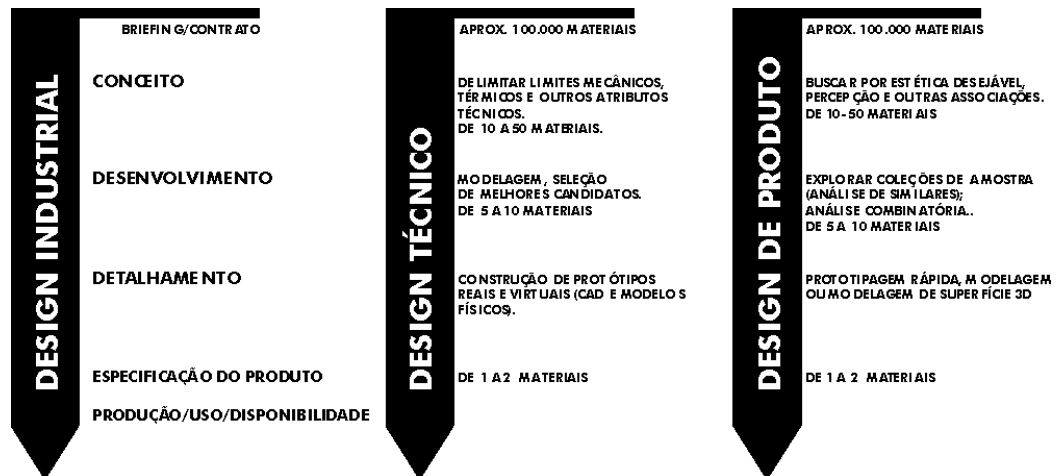 DESIGN INDUSTRIAL
BRIEFING/CONTRATO
CONCEITO
DESENVOLVIMENTO
DETALHAMENTO
ESPECIFICAÇÃO DO PRODUTO
PRODUÇÃO/USO/DISPONIBILIDADE
DESIGN TÉCNICO
APROX. 100.000 MATERIAIS
DELIMITAR LIMITES MECÂNICOS,
TÉRMICOS E OUTROS ATRIBUTOS
TÉCNICOS.
DE 10 A 50 MATERIAIS.
MODELAGEM, SELEÇÃO
DE MELHORES CANDIDATOS.
DE 5 A 10 MATERIAIS
CONSTRUÇÃO DE PROTÓTIPOS
REAIS E VIRTUAIS (CAD E MODELOS
FÍSICOS).
DE 1 A 2 MATERIAIS
DESIGN DE PRODUTO
APROX. 100.000 MATERIAIS
BUSCAR POR ESTÉTICA DESEJÁVEL,
PERCEPÇÃO E OUTRAS ASSOCIAÇÕES.
DE 10-50 MATERIAIS
EXPLORAR COLEÇÕES DE AMOSTRA
(ANÁLISE DE SIMILARES);
ANÁLISE COMBINATÓRIA..
DE 5 A 10 MATERIAIS
PROTOTIPAGEM RÁPIDA, MODELAGEM
OU MODELAGEM DE SUPERFÍCIE 3D
DE 1 A 2 MATERIAIS